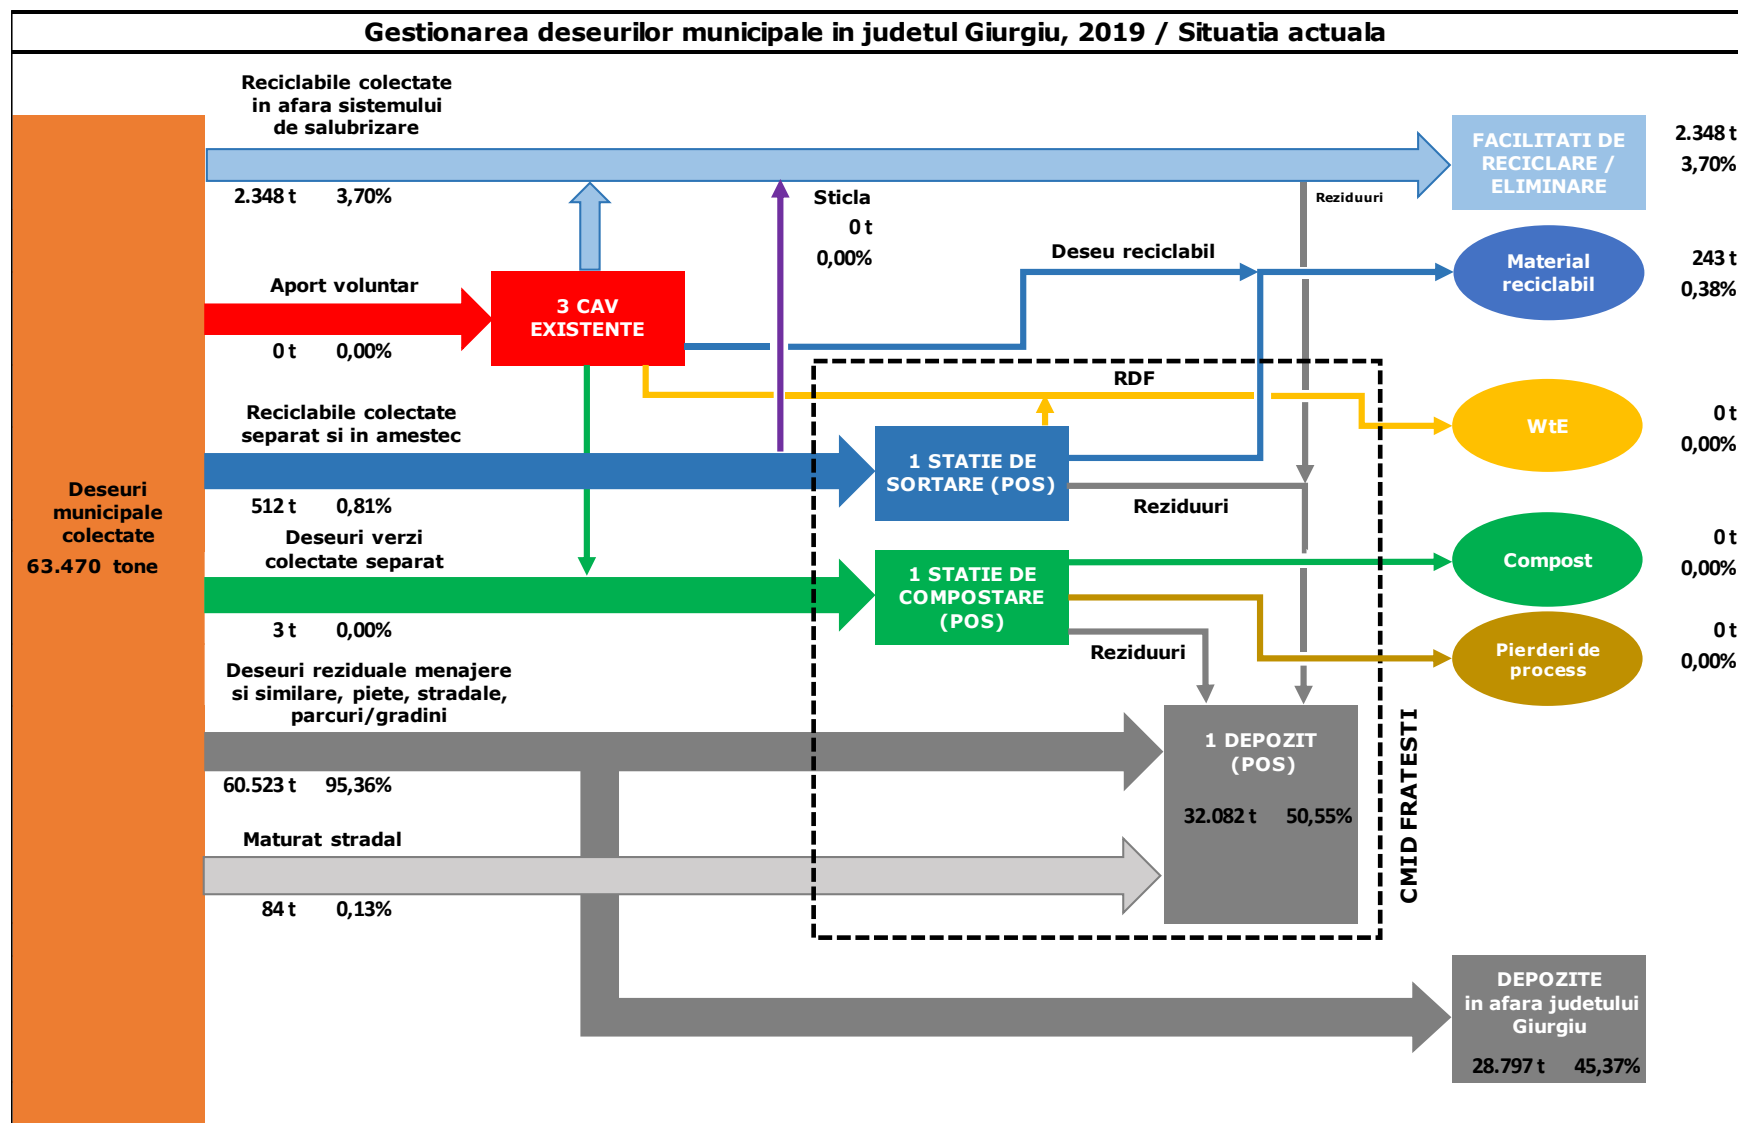 Gestionarea deseurilor municipale in judetul Giurgiu, 2019 / Situatia actuala
Reciclabile colectate
in afara sistemului
de salubrizare
2.348 t 3,70%
FACILITATI DE
RECICLARE /
ELIMINARE
2.348 t
3,70%
Sticla
0 t
0,00%
Reziduuri
Deseu reciclabil
Material
reciclabil
243 t
0,38%
Aport voluntar
0 t 0,00%
3 CAV
EXISTENTE
RDF
WtE
0 t
0,00%
Reciclabile colectate
separat si in amestec
512 t 0,81%
1 STATIE DE
SORTARE (POS)
Reziduuri
Deseuri
municipale
colectate
63.470 tone
Deseuri verzi
colectate separat
3 t 0,00%
1 STATIE DE
COMPOSTARE
(POS)
Reziduuri
Compost
0 t
0,00%
Pierderi de
process
0 t
0,00%
Deseuri reziduale menajere
si similare, piete, stradale,
parcuri/gradini
60.523 t 95,36%
1 DEPOZIT
(POS)
32.082 t 50,55%
CMID FRATESTI
Maturat stradal
84 t 0,13%
DEPOZITE
in afara judetului
Giurgiu
28.797 t 45,37%